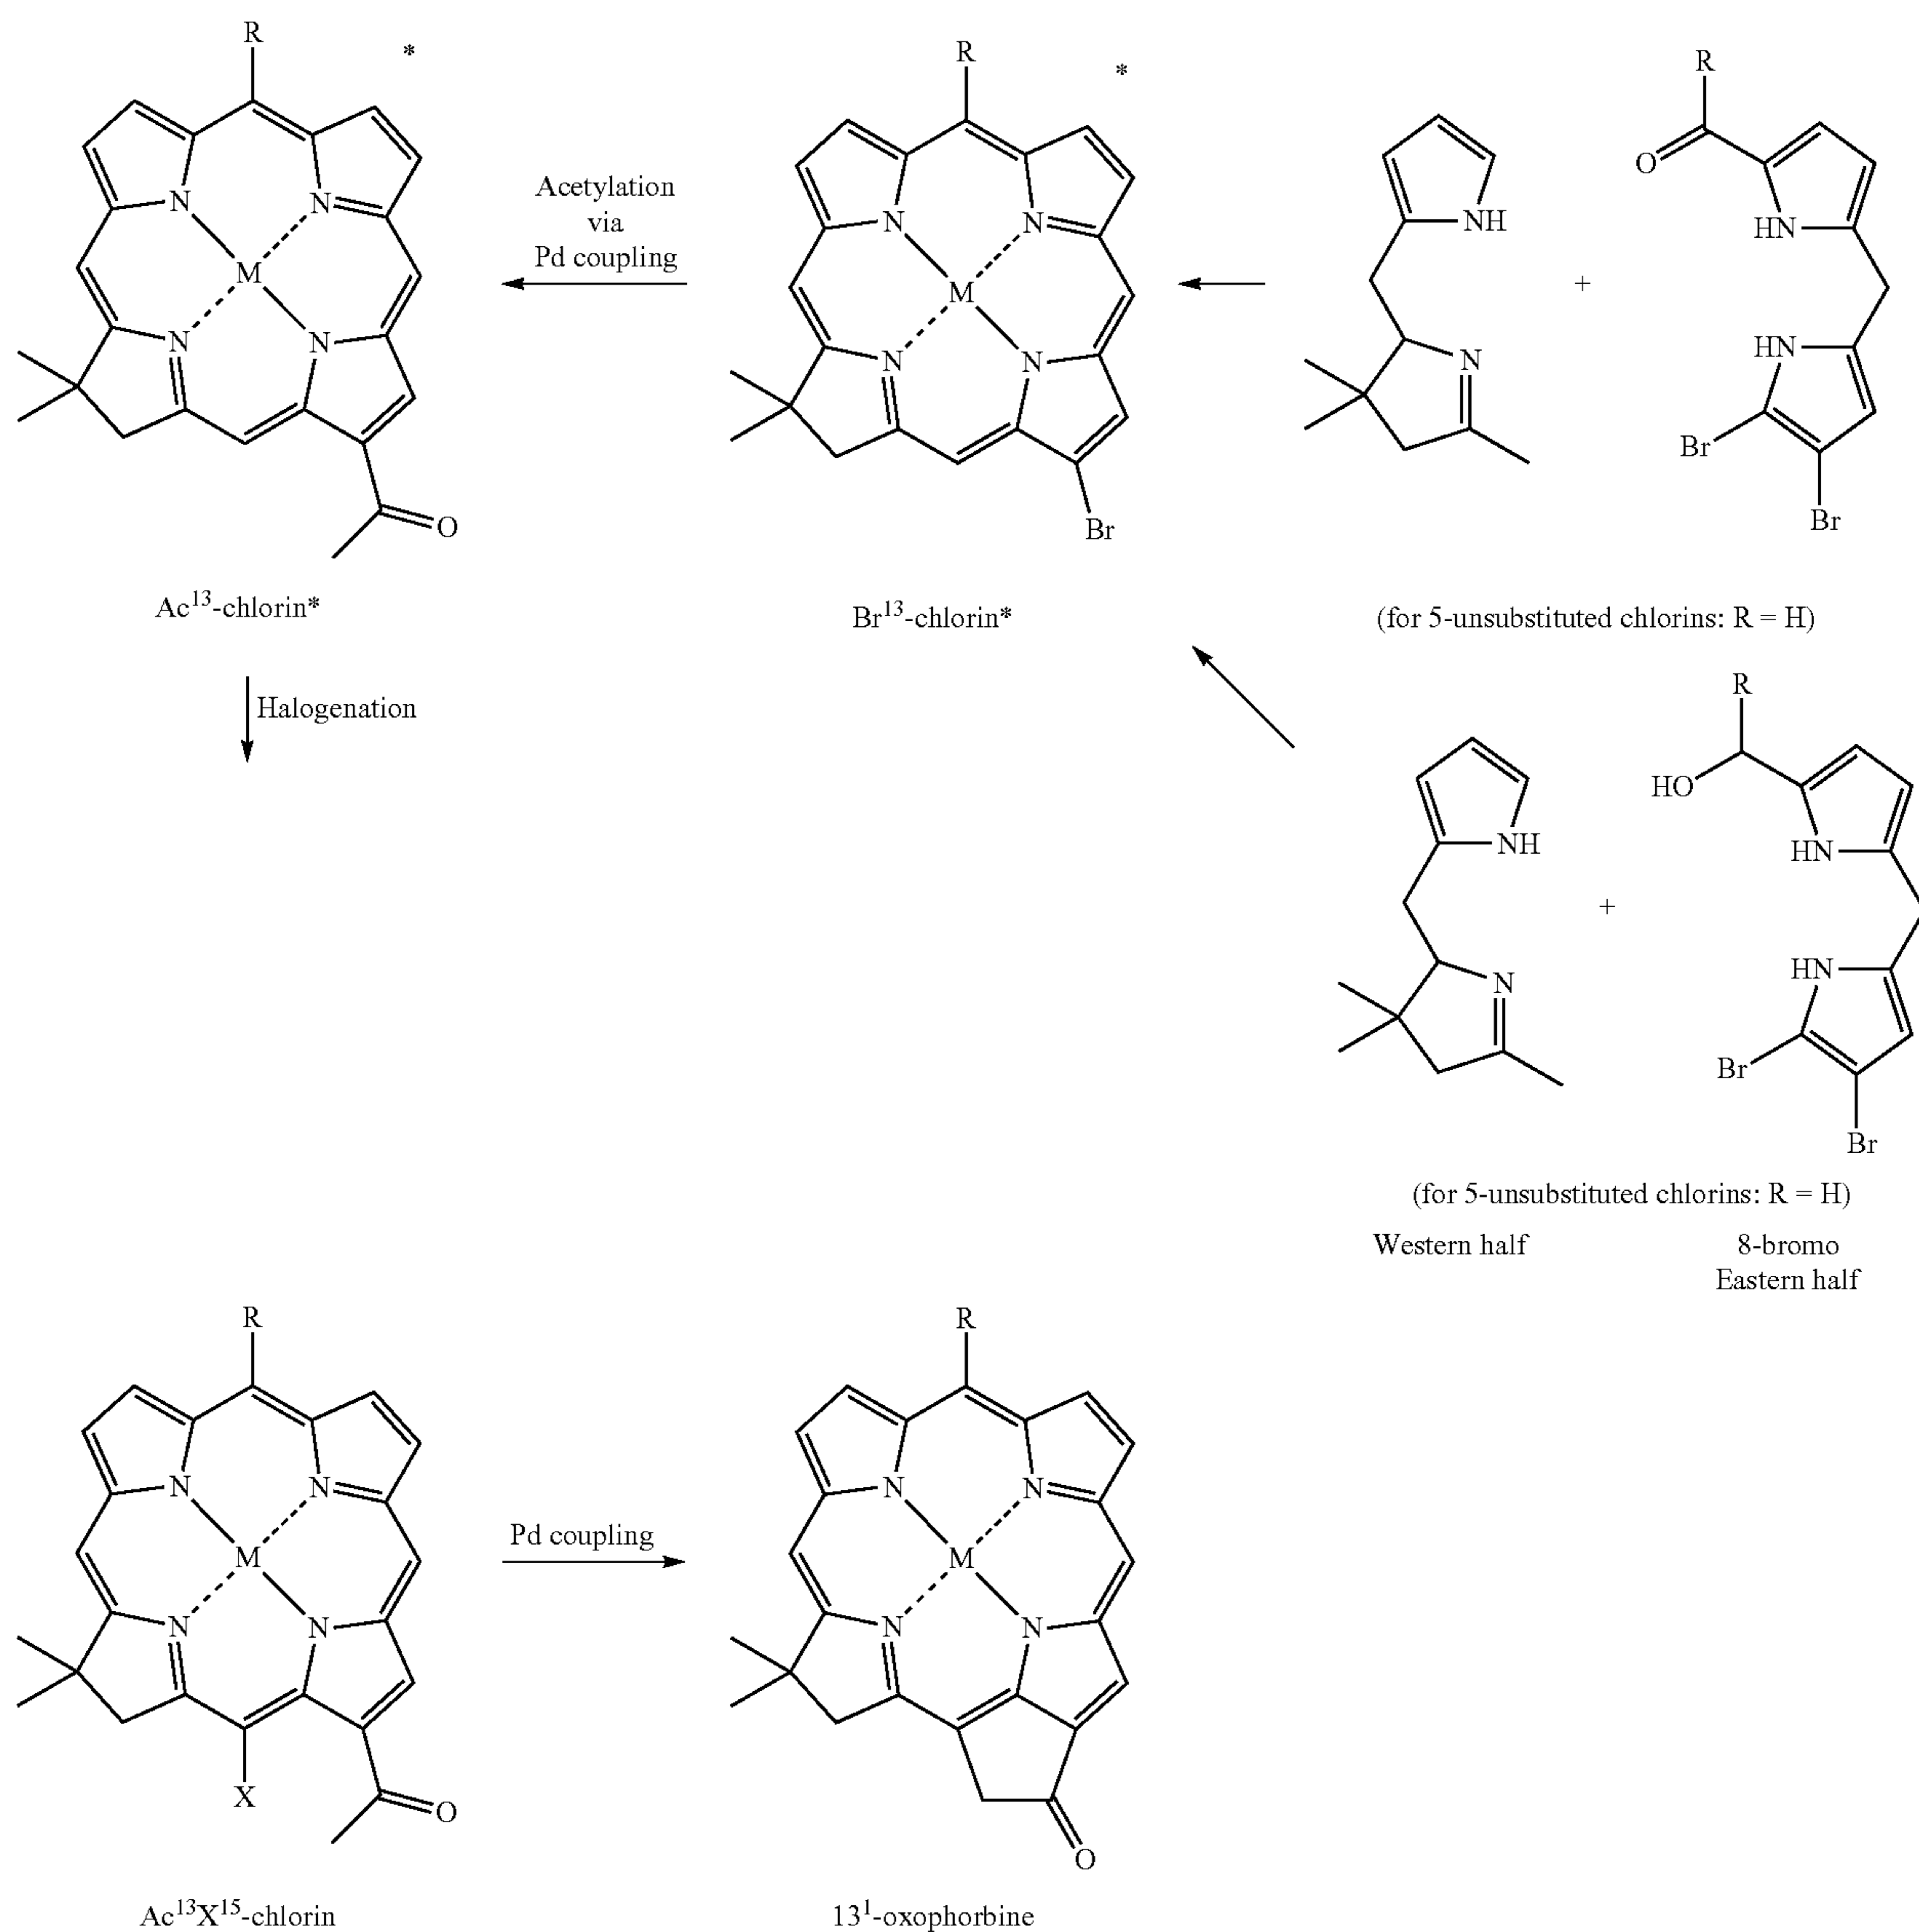 R
*
R
*
R
O
NH
HN
N
N
N
N
Acetylation
via
Pd coupling
M
M
+
N
N
N
N
N
HN
Br
Br
O
Br
Ac¹³-chlorin*
Br¹³-chlorin*
(for 5-unsubstituted chlorins: R = H)
Halogenation
R
HO
NH
HN
+
N
HN
Br
Br
(for 5-unsubstituted chlorins: R = H)
Western half
8-bromo
Eastern half
R
R
N
N
N
N
M
Pd coupling
M
N
N
N
N
X
O
O
Ac¹³X¹⁵-chlorin
13¹-oxophorbine